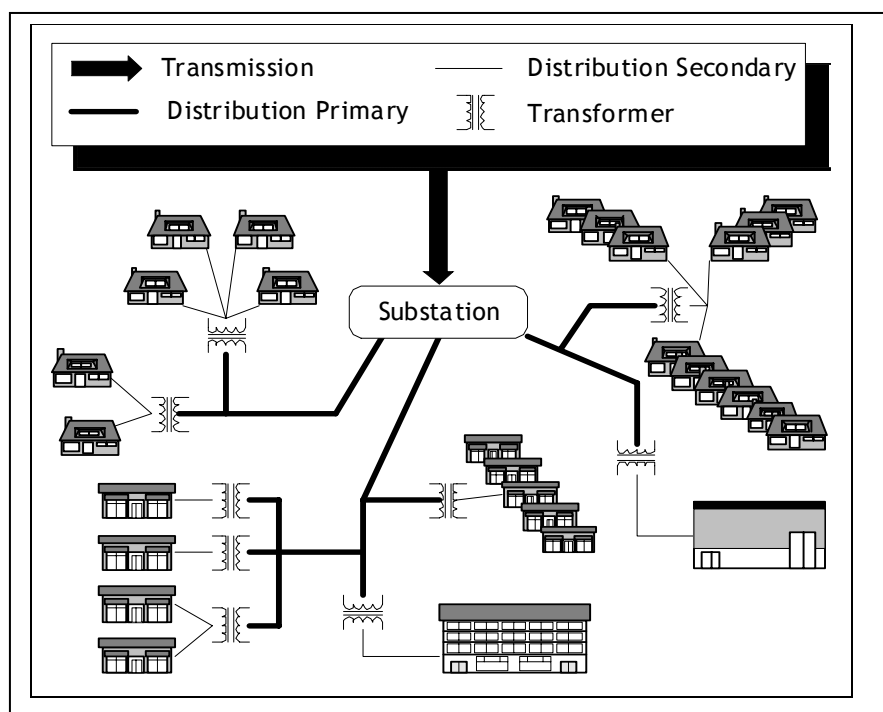 Transmission
Distribution Secondary
Distribution Primary
Transformer
Substation